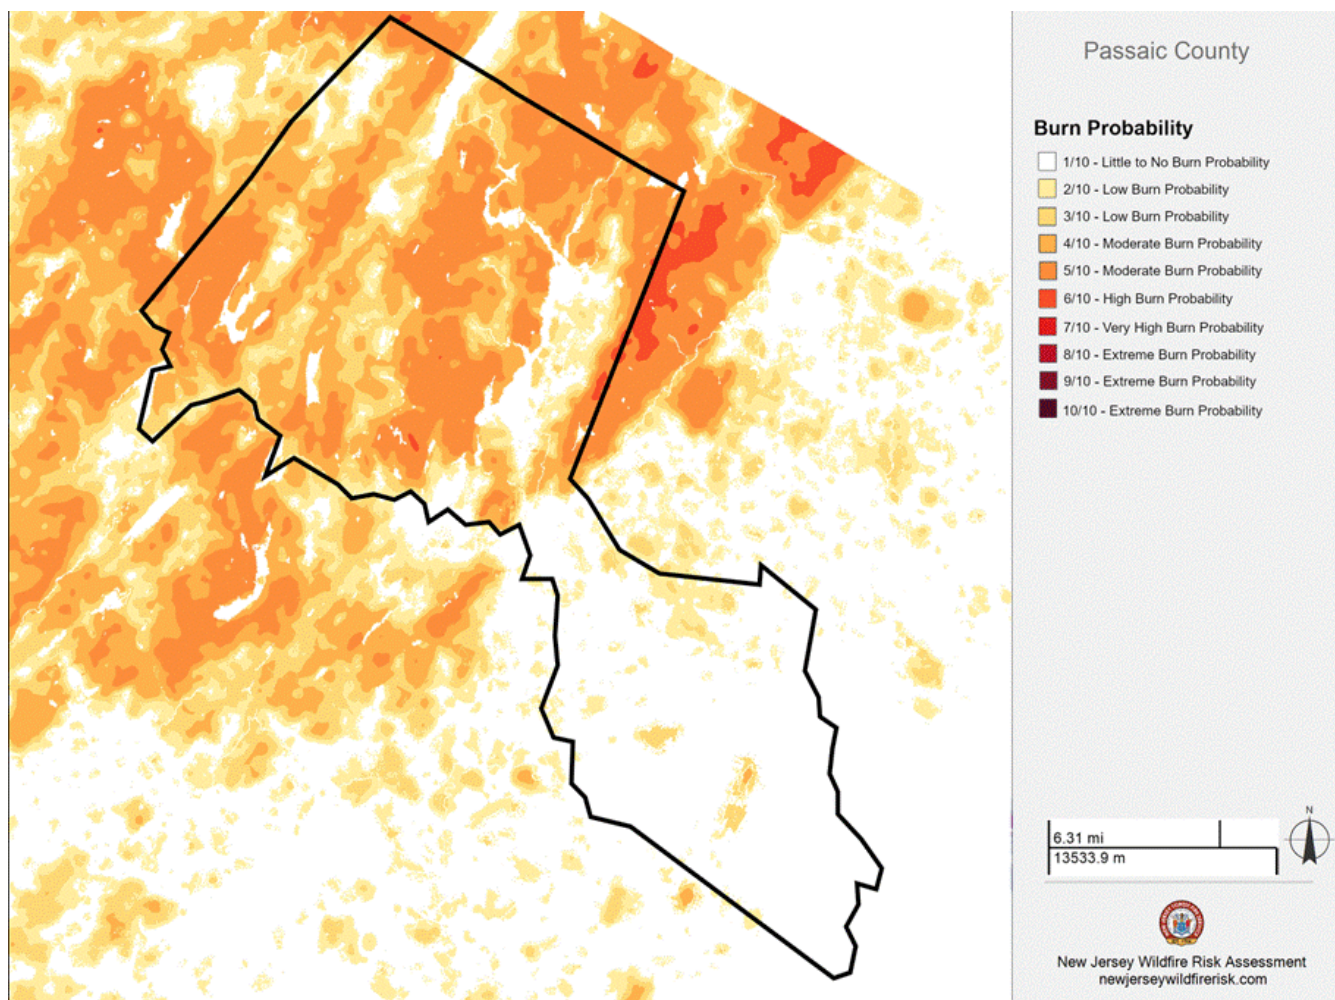 Passaic County
Burn Probability
1/10 - Little to No Burn Probability
2/10 - Low Burn Probability
3/10 - Low Burn Probability
4/10 - Moderate Burn Probability
5/10 - Moderate Burn Probability
6/10 - High Burn Probability
7/10 - Very High Burn Probability
8/10 - Extreme Burn Probability
9/10 - Extreme Burn Probability
10/10 - Extreme Burn Probability
N
6.31 mi
13533.9 m
New Jersey Wildfire Risk Assessment
newjerseywildfirerisk.com